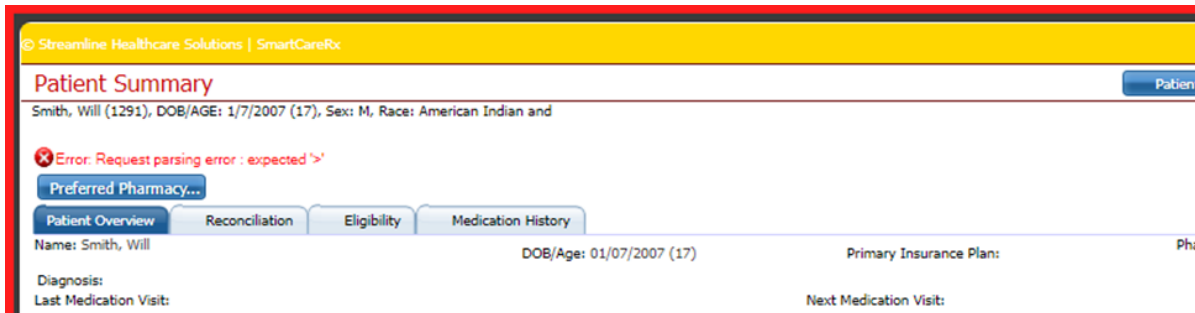 © Streamline Healthcare Solutions | SmartCareRx
Patient Summary
Patient
Smith, Will (1291), DOB/AGE: 1/7/2007 (17), Sex: M, Race: American Indian and
Error: Request parsing error : expected '>'
Preferred Pharmacy...
Patient Overview Reconciliation Eligibility Medication History
Name: Smith, Will DOB/Age: 01/07/2007 (17) Primary Insurance Plan:
Diagnosis:
Last Medication Visit: Next Medication Visit: